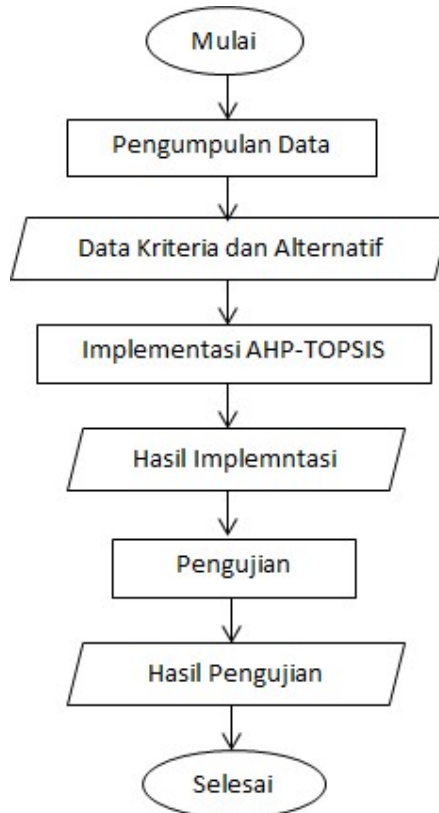 Mulai
Pengumpulan Data
Data Kriteria dan Alternatif
Implementasi AHP-TOPSIS
Hasil Implemntasi
Pengujian
Hasil Pengujian
Selesai